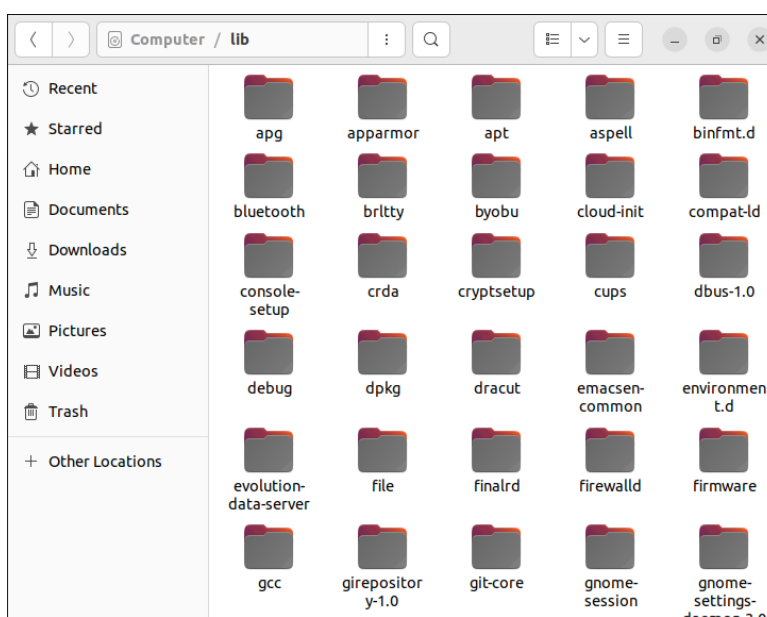 Computer / lib
Recent
Starred
Home
Documents
Downloads
Music
Pictures
Videos
Trash
Other Locations
apg apparmor apt aspell binfmt.d
bluetooth brltty byobu cloud-init compat-ld
console-
setup crda cryptsetup cups dbus-1.0
debug dpkg dracut emacsen-
common environmen
t.d
evolution-
data-server file finalrd firewalld firmware
gcc girepositor
y-1.0 git-core gnome-
session gnome-
settings-